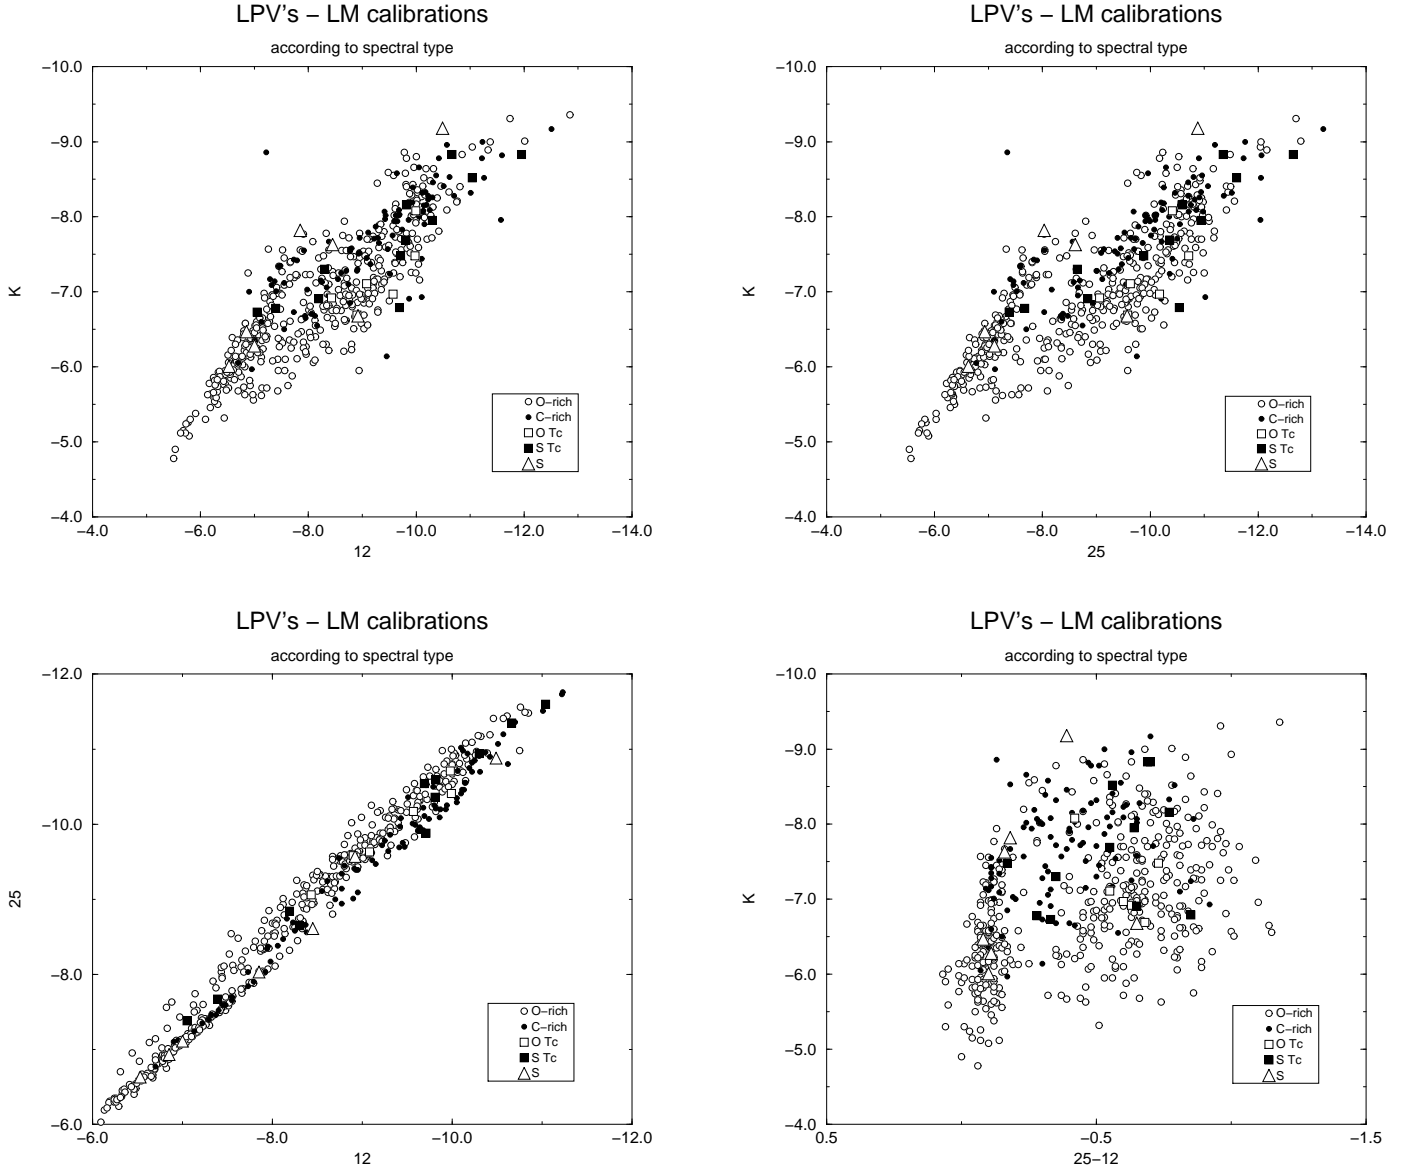 LPV's – LM calibrations
according to spectral type
–10.0
–9.0
–8.0
–7.0
–6.0
–5.0
–4.0
K
–4.0 –6.0 –8.0 –10.0 –12.0 –14.0
12
O–rich
C–rich
O Tc
S Tc
S
LPV's – LM calibrations
according to spectral type
–10.0
–9.0
–8.0
–7.0
–6.0
–5.0
–4.0
K
–4.0 –6.0 –8.0 –10.0 –12.0 –14.0
25
O–rich
C–rich
O Tc
S Tc
S
LPV's – LM calibrations
according to spectral type
–12.0
–10.0
–8.0
–6.0
25
–6.0 –8.0 –10.0 –12.0
12
O–rich
C–rich
O Tc
S Tc
S
LPV's – LM calibrations
according to spectral type
–10.0
–9.0
–8.0
–7.0
–6.0
–5.0
–4.0
K
0.5 –0.5 –1.5
25–12
O–rich
C–rich
O Tc
S Tc
S